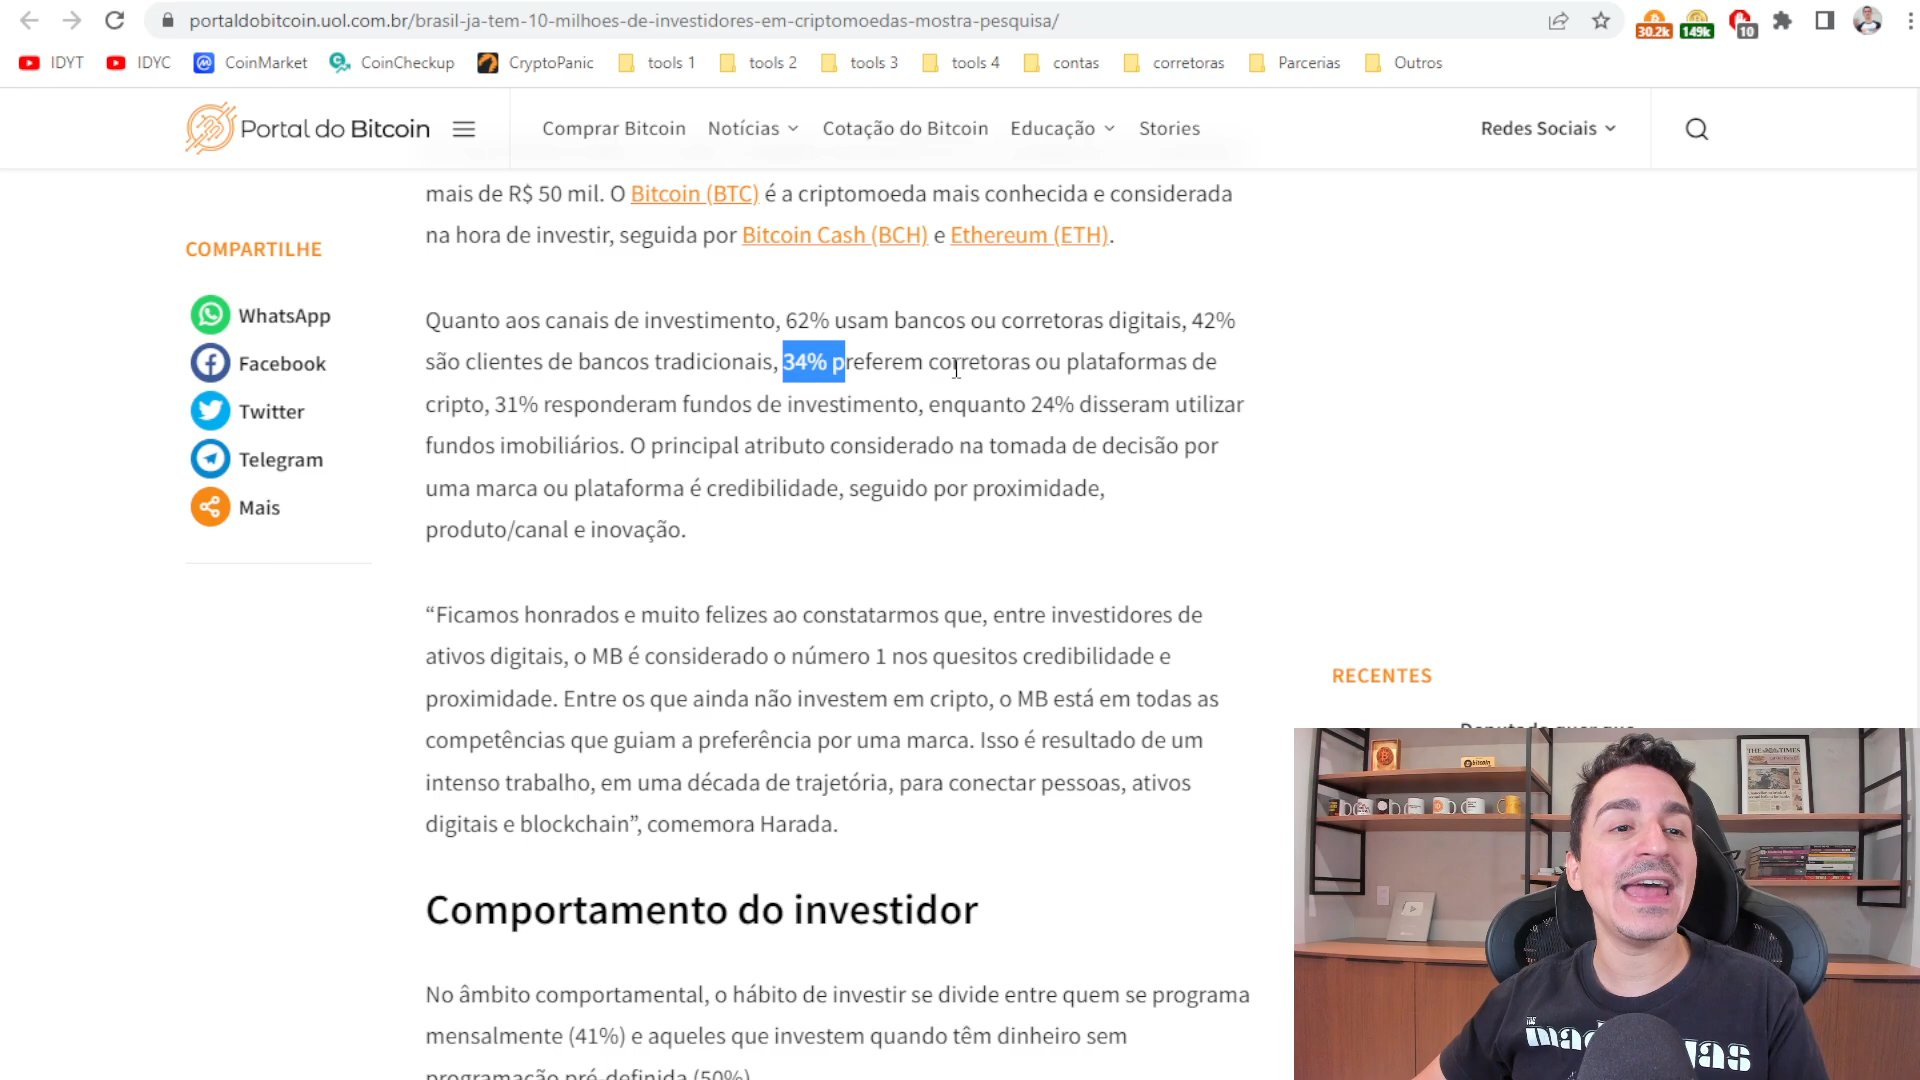 portaldobitcoin.uol.com.br/brasil-ja-tem-10-milhoes-de-investidores-em-criptomoedas-mostra-pesquisa/
30.2k
149k
10
IDYT
IDYC
CoinMarket
CoinCheckup
CryptoPanic
tools 1
tools 2
tools 3
tools 4
contas
corretoras
Parcerias
Outros
Portal do Bitcoin
Comprar Bitcoin
Notícias
Cotação do Bitcoin
Educação
Stories
Redes Sociais
COMPARTILHE
WhatsApp
Facebook
Twitter
Telegram
Mais
mais de R$ 50 mil. O Bitcoin (BTC) é a criptomoeda mais conhecida e considerada
na hora de investir, seguida por Bitcoin Cash (BCH) e Ethereum (ETH).
Quanto aos canais de investimento, 62% usam bancos ou corretoras digitais, 42%
são clientes de bancos tradicionais, 34% preferem corretoras ou plataformas de
cripto, 31% responderam fundos de investimento, enquanto 24% disseram utilizar
fundos imobiliários. O principal atributo considerado na tomada de decisão por
uma marca ou plataforma é credibilidade, seguido por proximidade,
produto/canal e inovação.
“Ficamos honrados e muito felizes ao constatarmos que, entre investidores de
ativos digitais, o MB é considerado o número 1 nos quesitos credibilidade e
proximidade. Entre os que ainda não investem em cripto, o MB está em todas as
competências que guiam a preferência por uma marca. Isso é resultado de um
intenso trabalho, em uma década de trajetória, para conectar pessoas, ativos
digitais e blockchain”, comemora Harada.
Comportamento do investidor
No âmbito comportamental, o hábito de investir se divide entre quem se programa
mensalmente (41%) e aqueles que investem quando têm dinheiro sem
programação pré-definida (50%)
RECENTES
Deputado quer que
bitcoin
THE TIMES